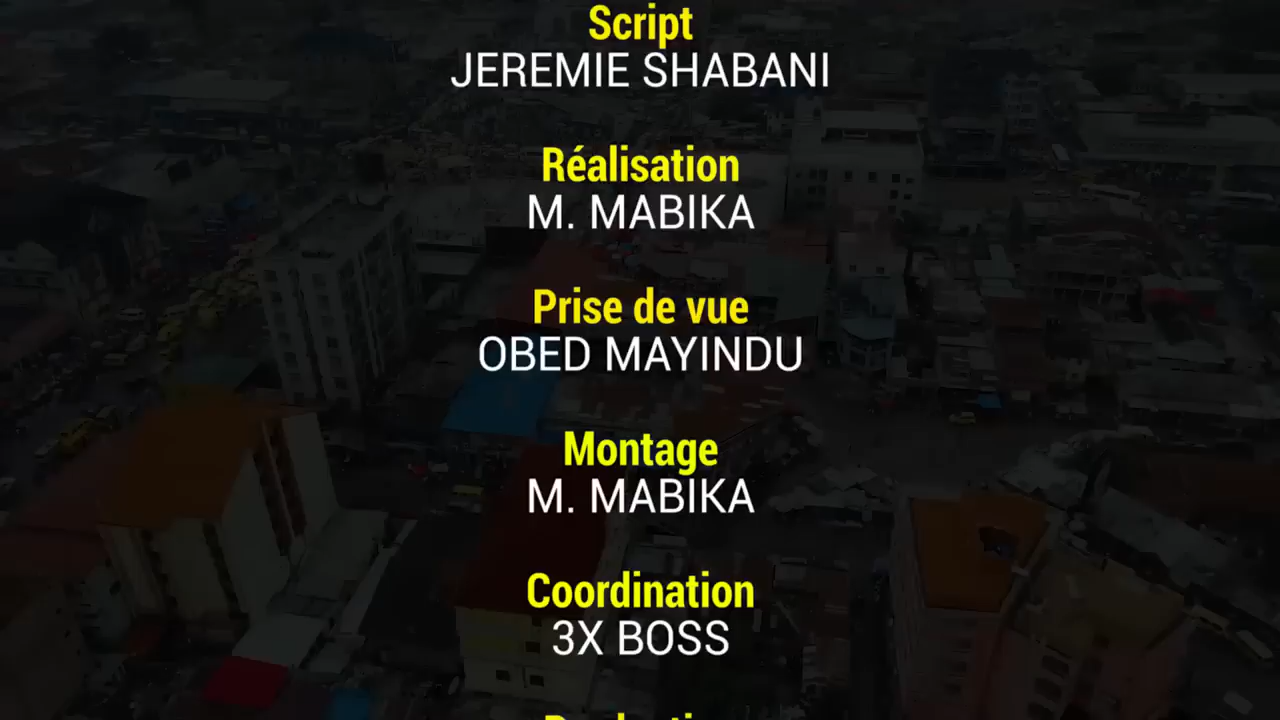 Script
JEREMIE SHABANI
Réalisation
M. MABIKA
Prise de vue
OBED MAYINDU
Montage
M. MABIKA
Coordination
3X BOSS